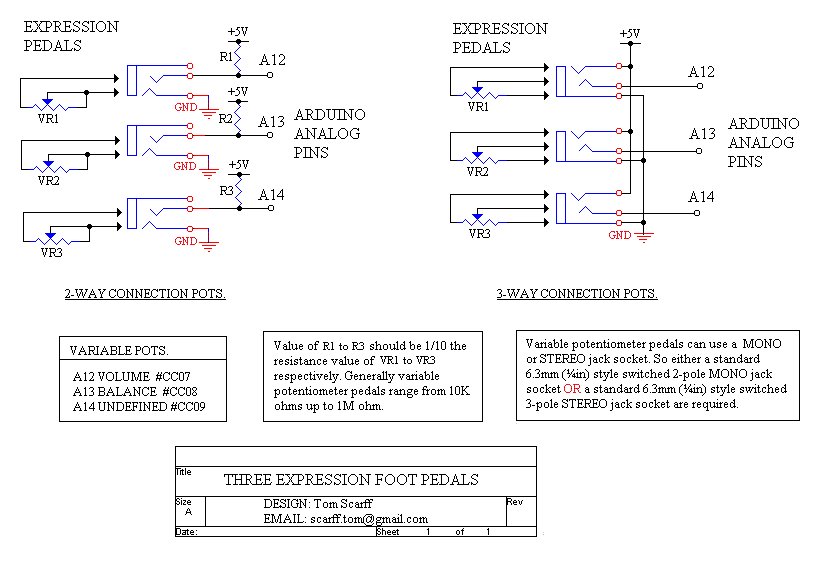 EXPRESSION
PEDALS
+5V
R1
A12
VR1
GND
+5V
R2
A13
ARDUINO
ANALOG
PINS
VR2
GND
+5V
R3
A14
VR3
GND
2-WAY CONNECTION POTS.
EXPRESSION
PEDALS
+5V
A12
VR1
A13
ARDUINO
ANALOG
PINS
VR2
A14
VR3
GND
3-WAY CONNECTION POTS.
VARIABLE POTS.
A12 VOLUME #CC07
A13 BALANCE #CC08
A14 UNDEFINED #CC09
Value of R1 to R3 should be 1/10 the
resistance value of VR1 to VR3
respectively. Generally variable
potentiometer pedals range from 10K
ohms up to 1M ohm.
Variable potentiometer pedals can use a MONO
or STEREO jack socket. So either a standard
6.3mm (¼in) style switched 2-pole MONO jack
socket OR a standard 6.3mm (¼in) style switched
3-pole STEREO jack socket are required.
Title
THREE EXPRESSION FOOT PEDALS
Size
A
DESIGN: Tom Scarff
EMAIL: scarff.tom@gmail.com
Rev
Date:
Sheet 1 of 1